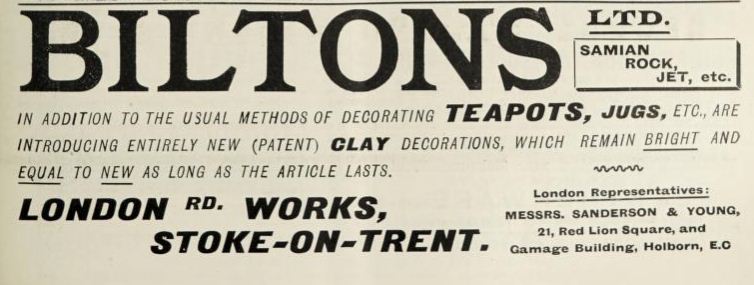 BILTONS LTD.
SAMIAN
ROCK,
JET, etc.
IN ADDITION TO THE USUAL METHODS OF DECORATING TEAPOTS, JUGS, ETC., ARE
INTRODUCING ENTIRELY NEW (PATENT) CLAY DECORATIONS, WHICH REMAIN BRIGHT AND
EQUAL TO NEW AS LONG AS THE ARTICLE LASTS.
LONDON RD. WORKS,
STOKE-ON-TRENT.
London Representatives:
MESSRS. SANDERSON & YOUNG,
21, Red Lion Square, and
Gamage Building, Holborn, E.C